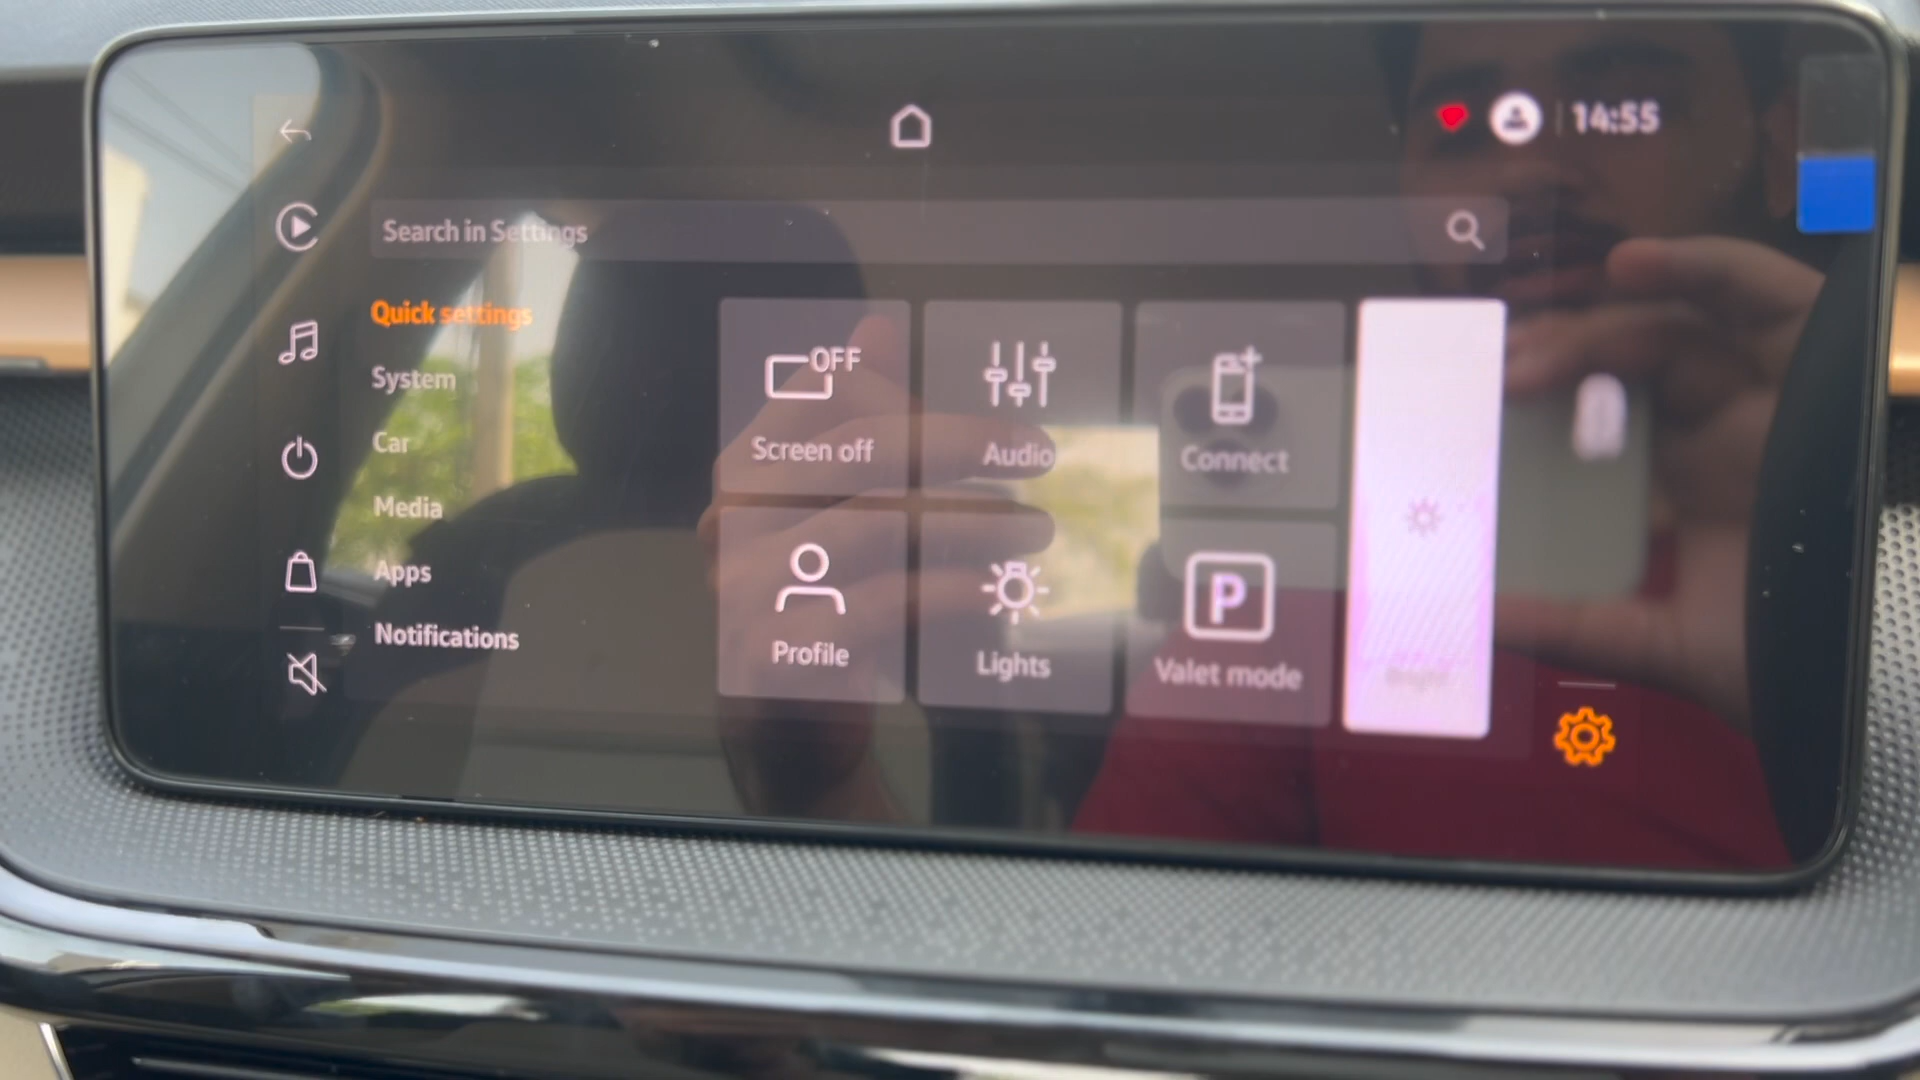 14:55
Search in Settings
Quick settings
System
Car
Media
Apps
Notifications
OFF
Screen off
Audio
Connect
Profile
Lights
P
Valet mode